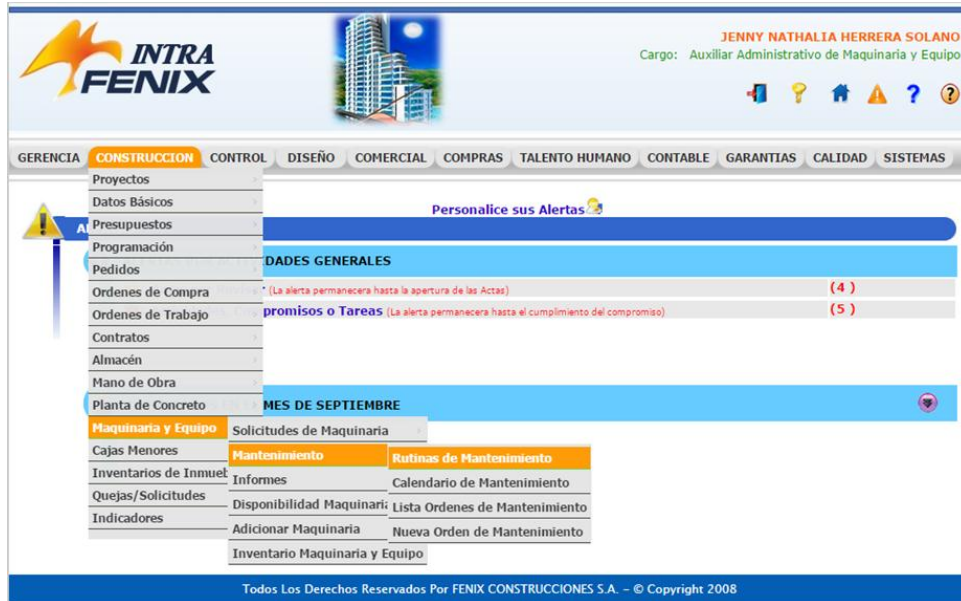 INTRA
FENIX
JENNY NATHALIA HERRERA SOLANO
Cargo: Auxiliar Administrativo de Maquinaria y Equipo
GERENCIA CONSTRUCCION CONTROL DISEÑO COMERCIAL COMPRAS TALENTO HUMANO CONTABLE GARANTIAS CALIDAD SISTEMAS
Proyectos
Datos Básicos
Personalice sus Alertas
Presupuestos
Programación
DADES GENERALES
Pedidos
Ordenes de Compra
(La alerta permanecera hasta la apertura de las Actas) (4 )
Ordenes de Trabajo
promisos o Tareas (La alerta permanecera hasta el cumplimiento del compromiso) (5 )
Contratos
Almacén
Mano de Obra
Planta de Concreto
MES DE SEPTIEMBRE
Maquinaria y Equipo
Solicitudes de Maquinaria
Cajas Menores
Mantenimiento
Rutinas de Mantenimiento
Inventarios de Inmueb
Informes
Calendario de Mantenimiento
Quejas/Solicitudes
Disponibilidad Maquinaria
Lista Ordenes de Mantenimiento
Indicadores
Adicionar Maquinaria
Nueva Orden de Mantenimiento
Inventario Maquinaria y Equipo
Todos Los Derechos Reservados Por FENIX CONSTRUCCIONES S.A. – © Copyright 2008